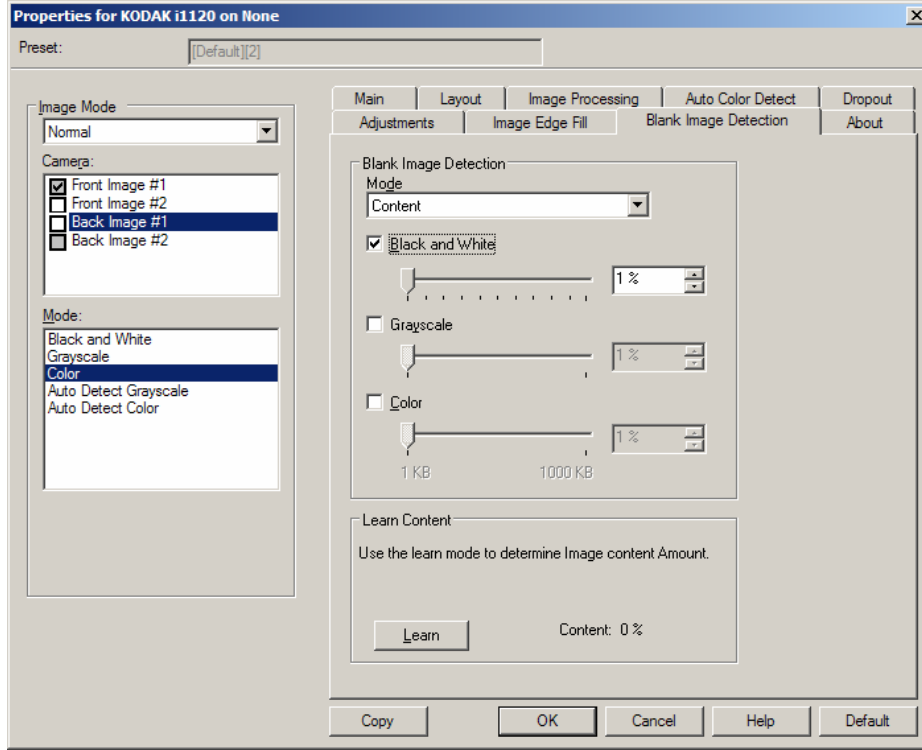 Properties for KODAK i1120 on None
Preset:
[Default][2]
Image Mode
Normal
Camera:
Front Image #1
Front Image #2
Back Image #1
Back Image #2
Mode:
Black and White
Grayscale
Color
Auto Detect Grayscale
Auto Detect Color
Main Layout Image Processing Auto Color Detect Dropout
Adjustments Image Edge Fill Blank Image Detection About
Blank Image Detection
Mode
Content
Black and White
1 %
Grayscale
1 %
Color
1 %
1 KB 1000 KB
Learn Content
Use the learn mode to determine Image content Amount.
Learn Content: 0 %
Copy OK Cancel Help Default